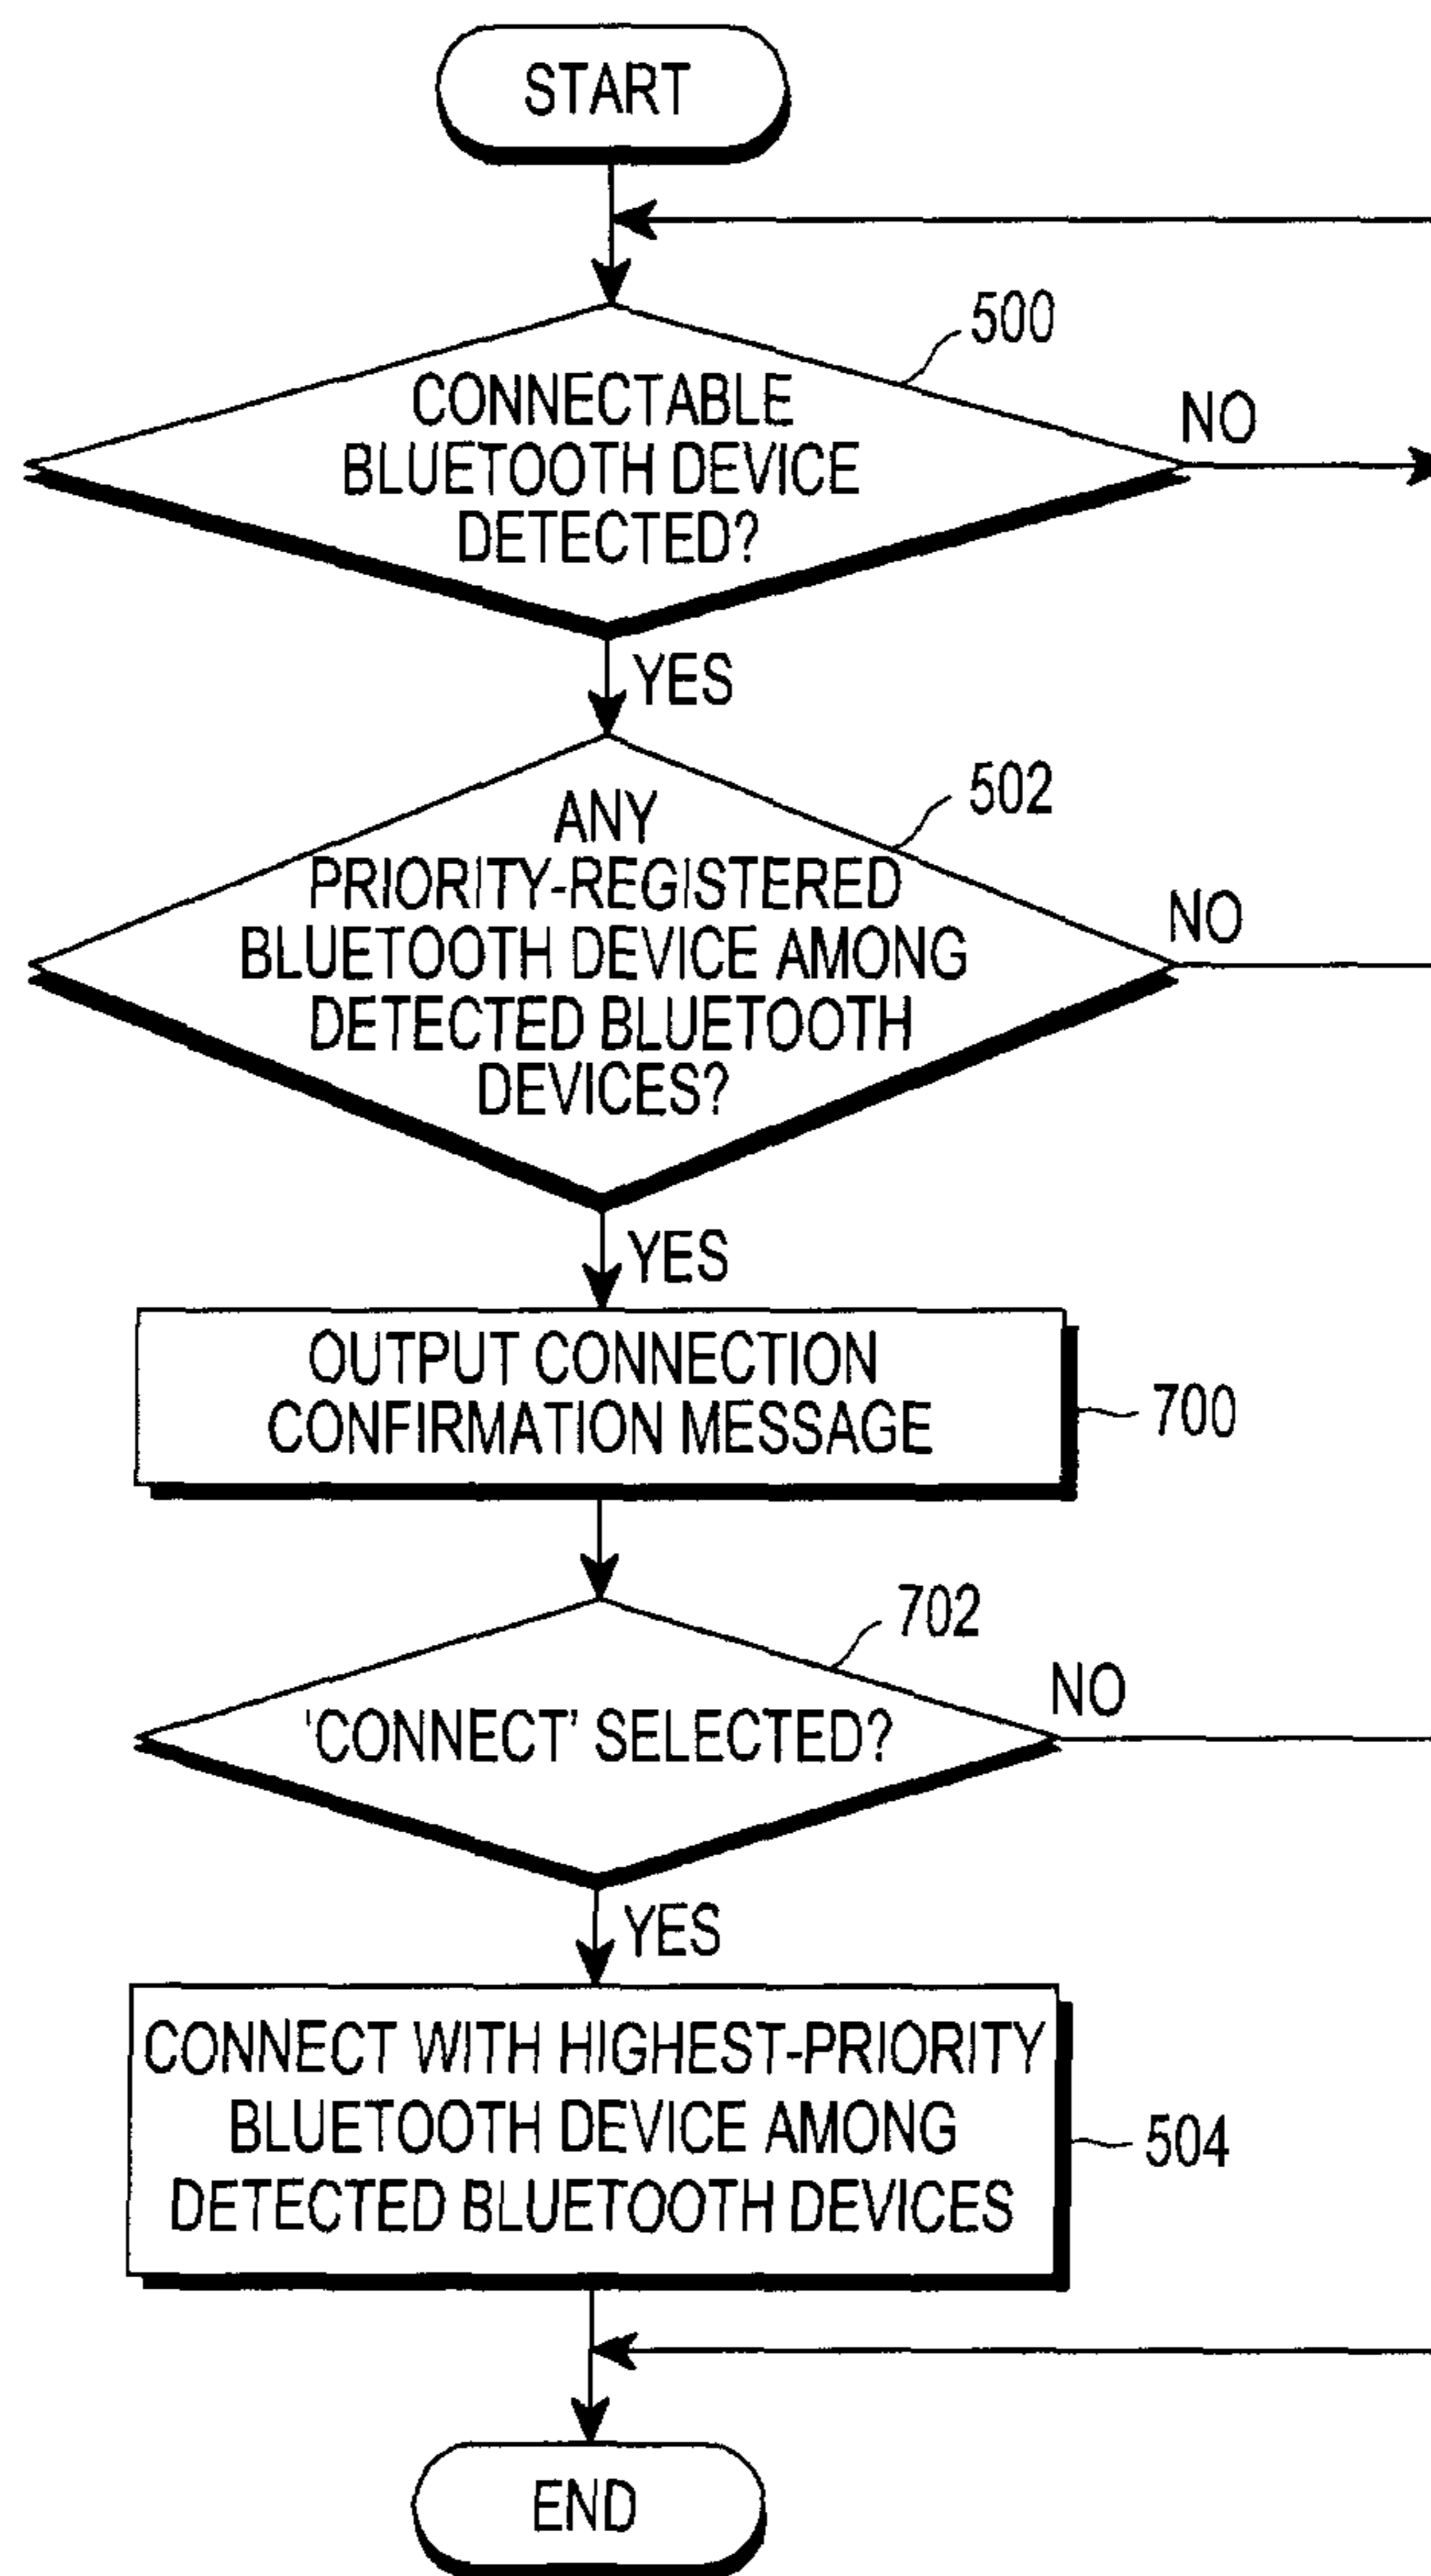 START
500
CONNECTABLE
BLUETOOTH DEVICE
DETECTED?
NO
YES
502
ANY
PRIORITY-REGISTERED
BLUETOOTH DEVICE AMONG
DETECTED BLUETOOTH
DEVICES?
NO
YES
OUTPUT CONNECTION
CONFIRMATION MESSAGE
700
702
'CONNECT' SELECTED?
NO
YES
CONNECT WITH HIGHEST-PRIORITY
BLUETOOTH DEVICE AMONG
DETECTED BLUETOOTH DEVICES
504
END